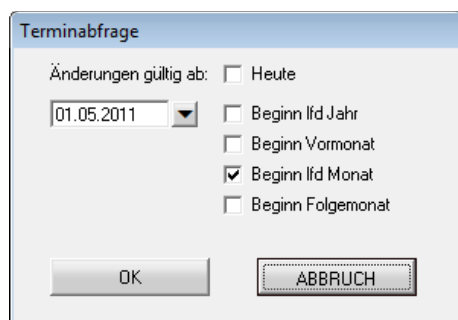 Terminabfrage
Änderungen gültig ab: Heute
01.05.2011 Beginn lfd Jahr
Beginn Vormonat
Beginn lfd Monat
Beginn Folgemonat
OK ABBRUCH